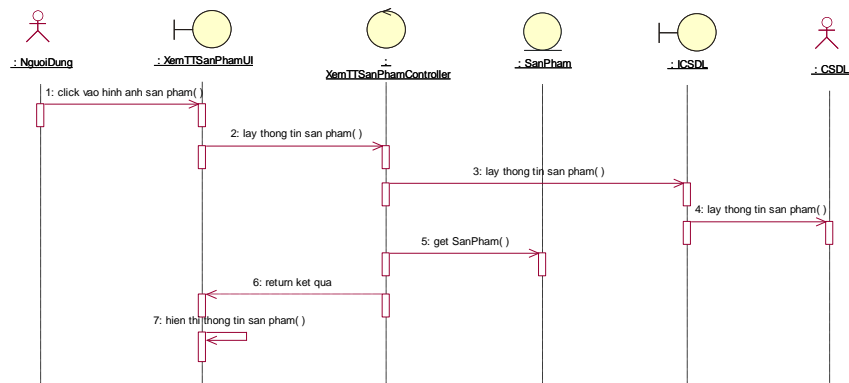 : NguoiDung
: XemTTSanPhamUI
:
XemTTSanPhamController
: SanPham
: ICSDL
: CSDL
1: click vao hinh anh san pham( )
2: lay thong tin san pham( )
3: lay thong tin san pham( )
4: lay thong tin san pham( )
5: get SanPham( )
6: return ket qua
7: hien thi thong tin san pham( )